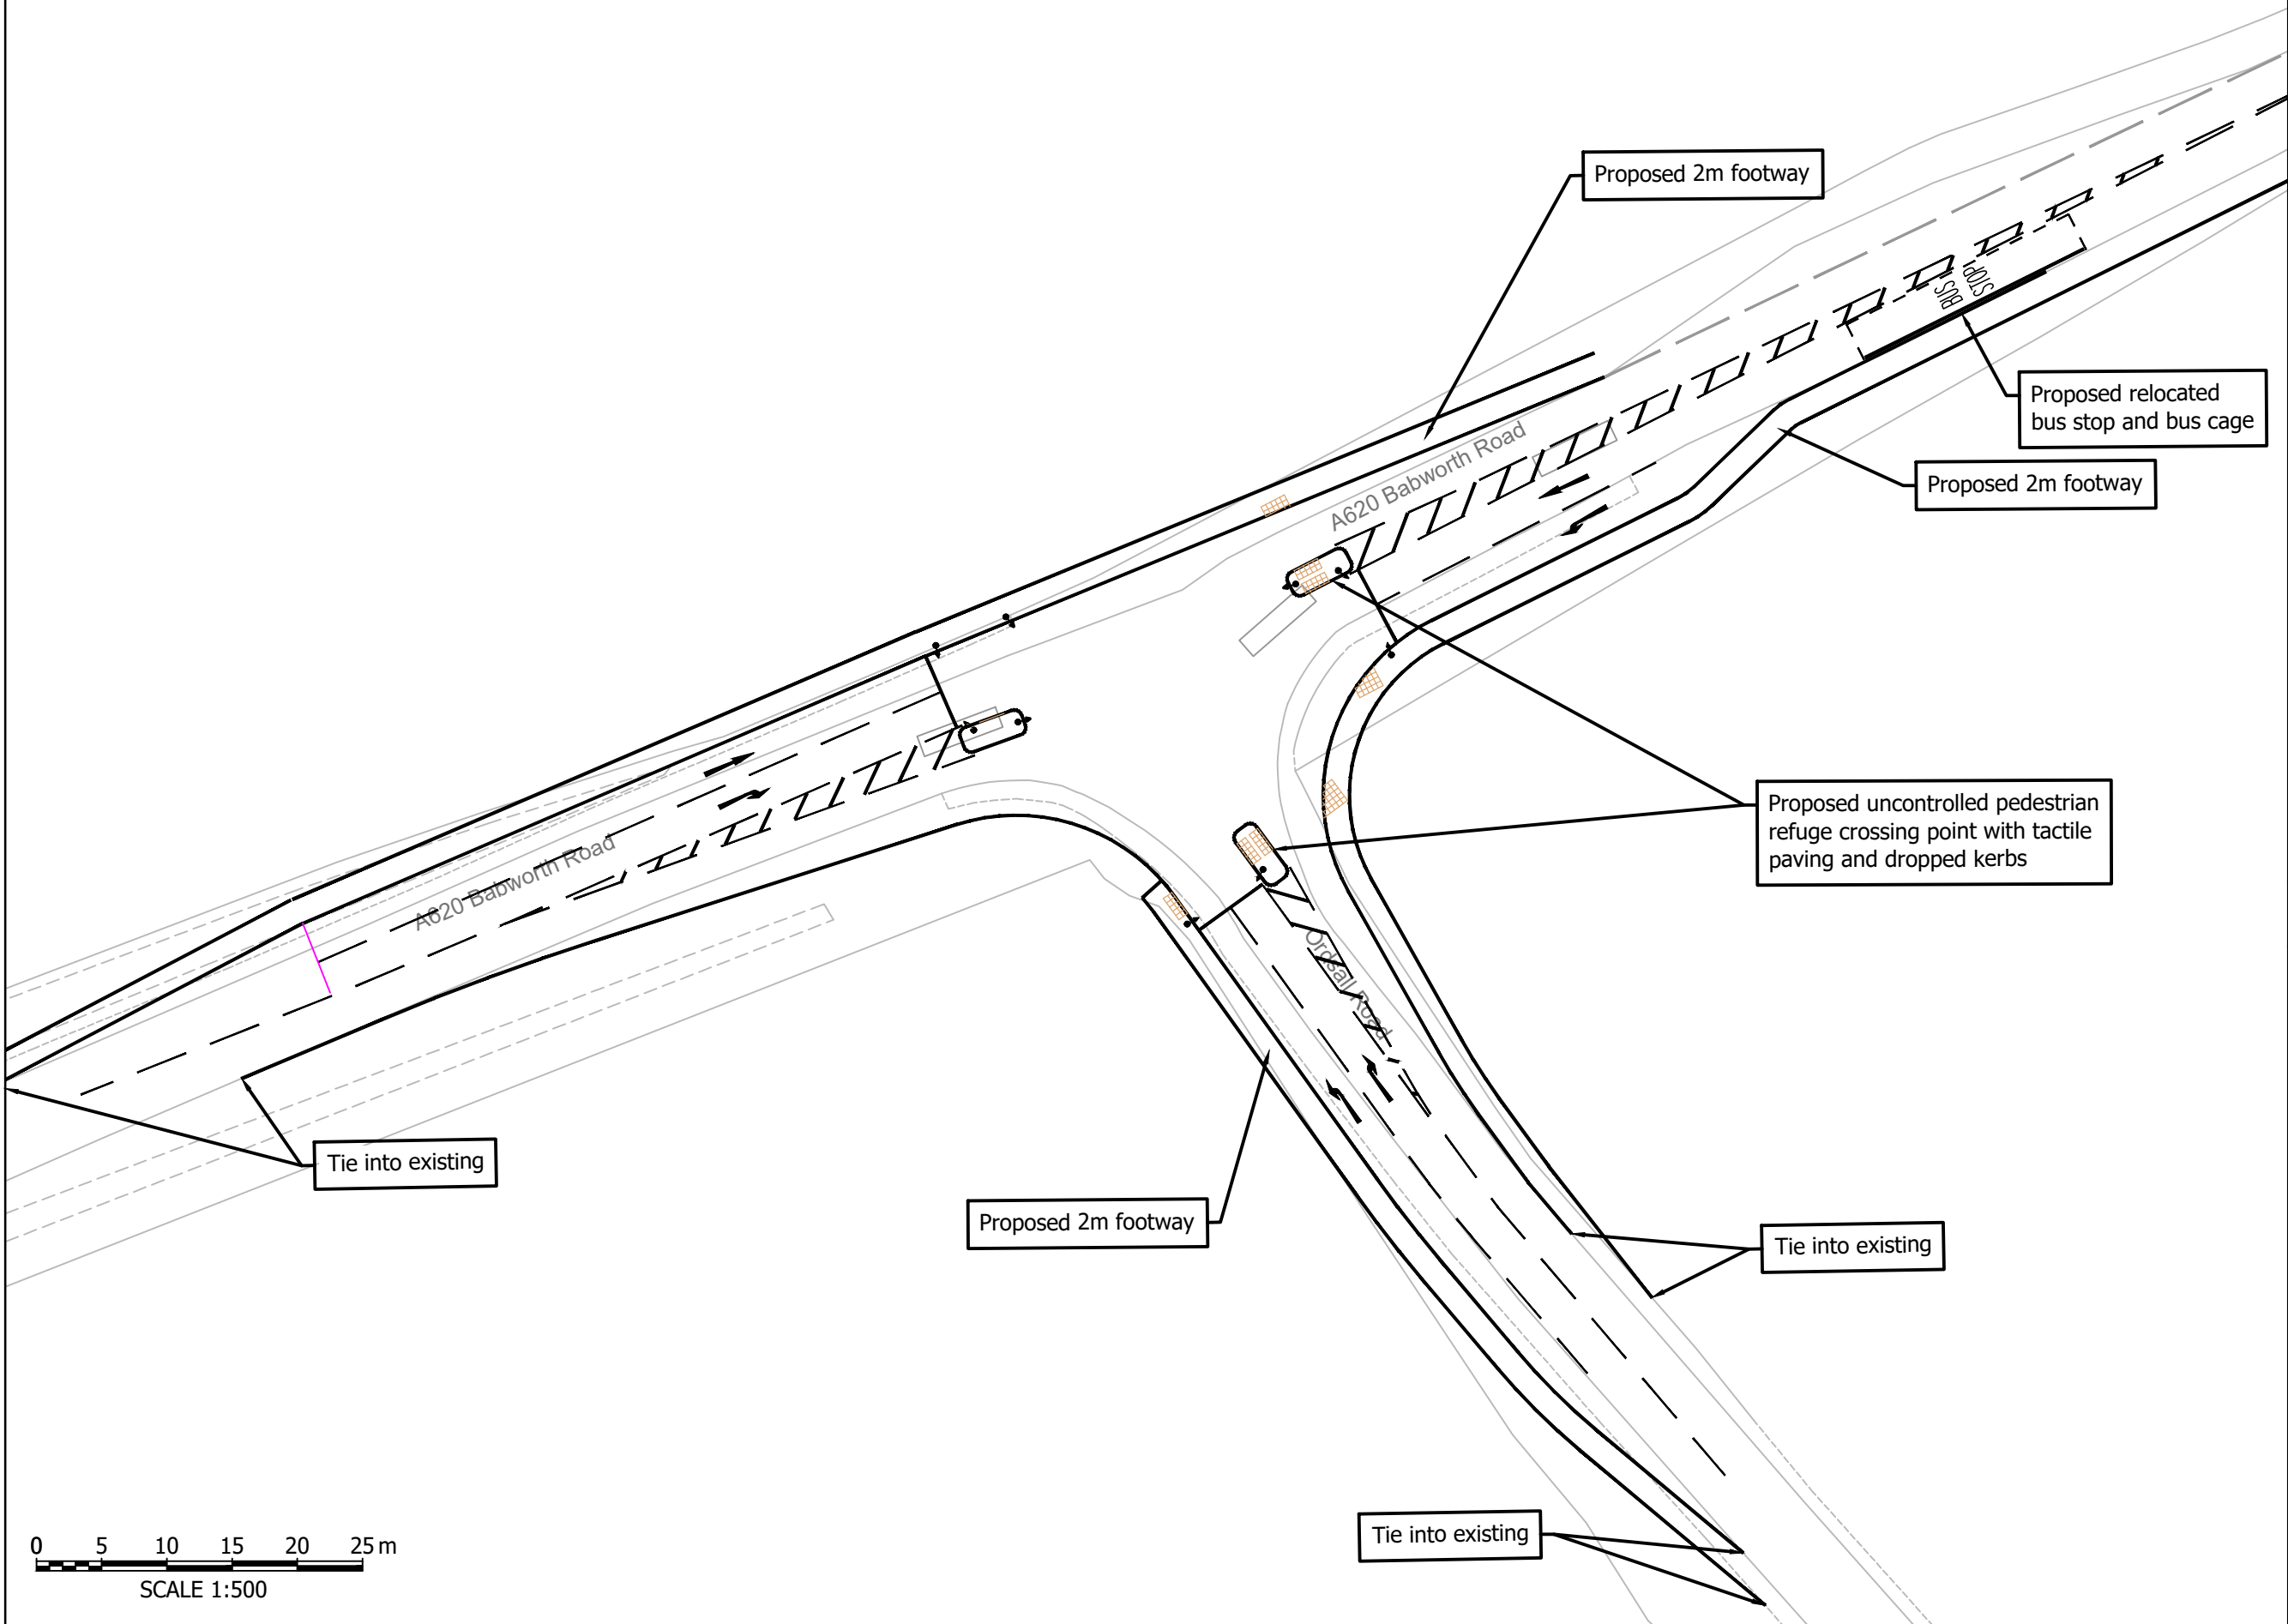 Proposed 2m footway
A620 Babworth Road
BUS
STOP
Proposed relocated
bus stop and bus cage
Proposed 2m footway
Proposed uncontrolled pedestrian
refuge crossing point with tactile
paving and dropped kerbs
A620 Babworth Road
Ordsall Road
Tie into existing
Proposed 2m footway
Tie into existing
Tie into existing
0 5 10 15 20 25 m
SCALE 1:500